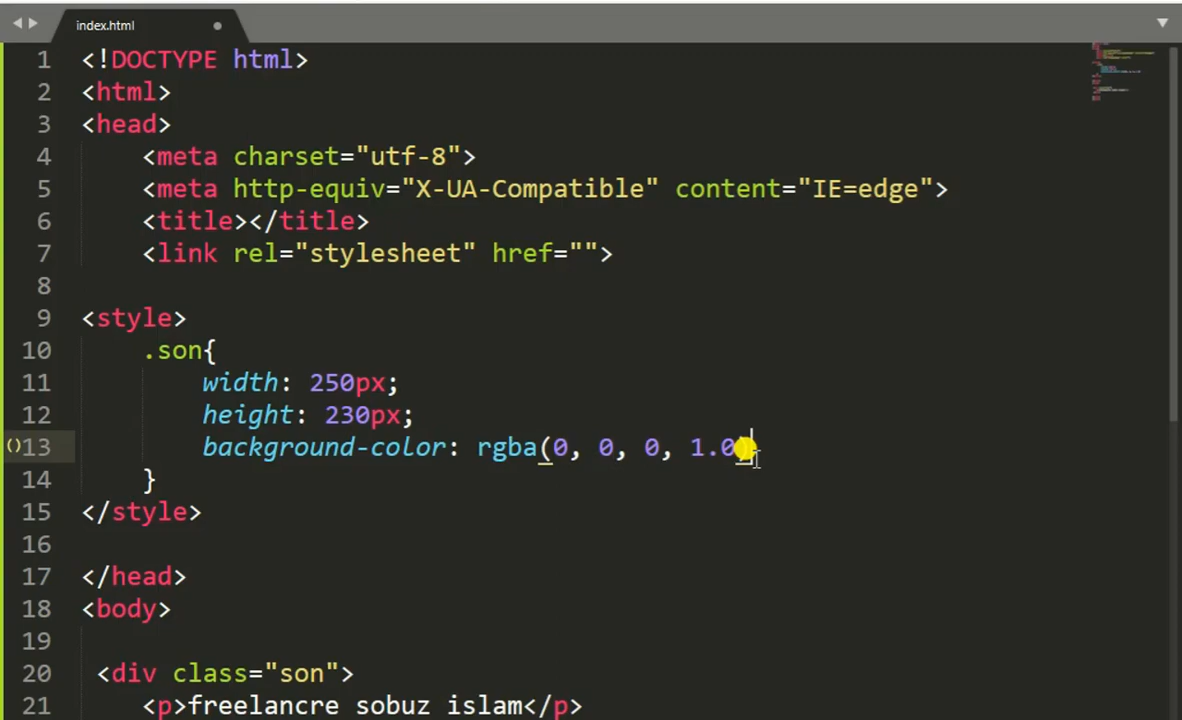 index.html
1 <!DOCTYPE html>
2 <html>
3 <head>
4 <meta charset="utf-8">
5 <meta http-equiv="X-UA-Compatible" content="IE=edge">
6 <title></title>
7 <link rel="stylesheet" href="">
8
9 <style>
10 .son{
11 width: 250px;
12 height: 230px;
13 background-color: rgba(0, 0, 0, 1.0)
14 }
15 </style>
16
17 </head>
18 <body>
19
20 <div class="son">
21 <p>freelancre sobuz islam</p>